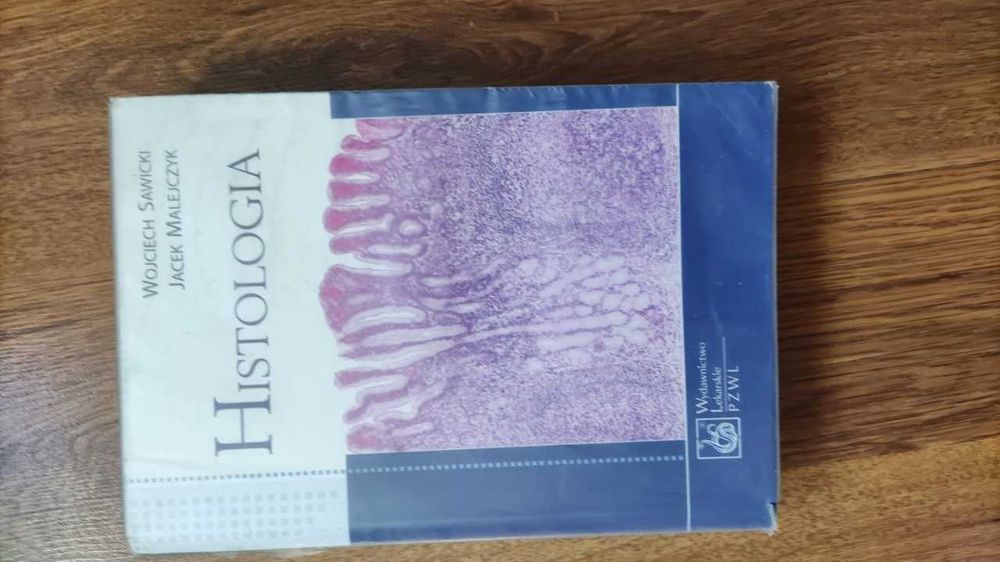 WOJCIECH SAWICKI
JACEK MALEJCZYK
HISTOLOGIA
Wydawnictwo
Lekarskie
PZWL